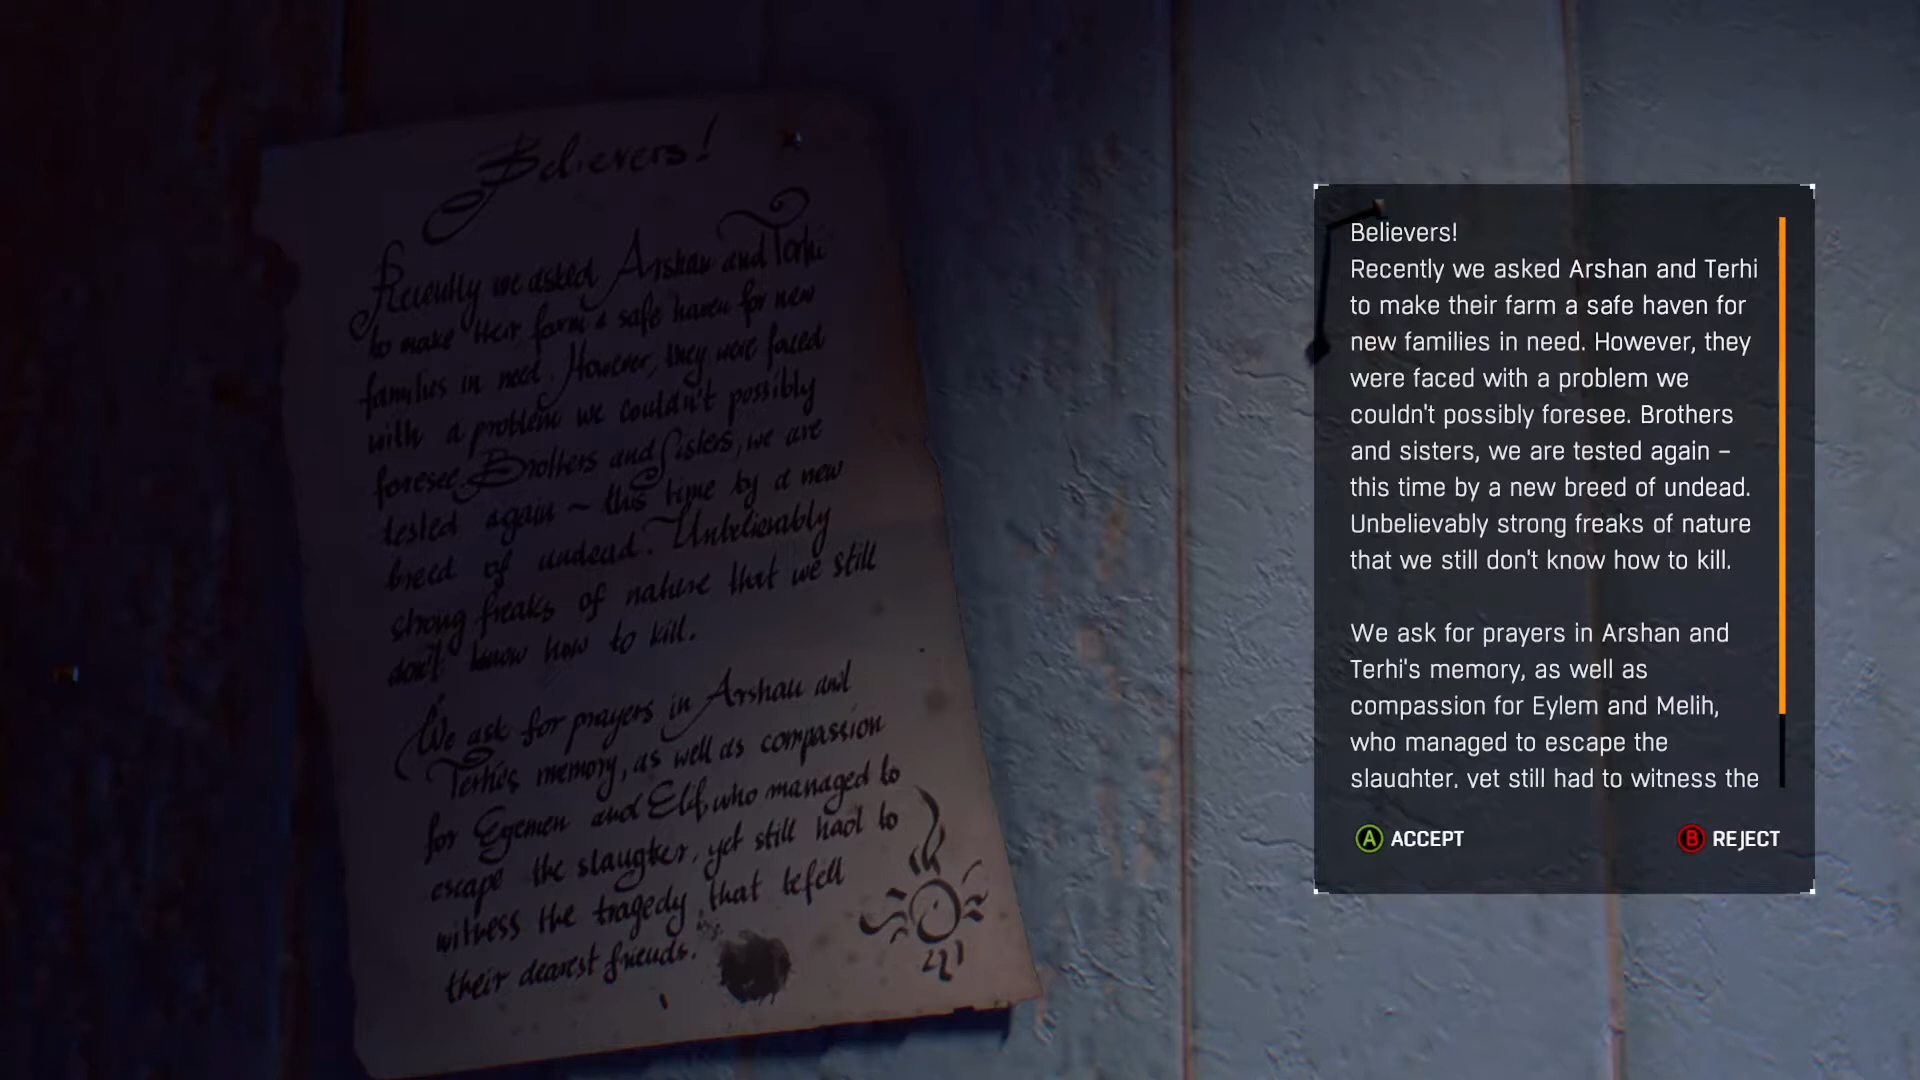 Believers!
Recently we asked Arshan and Terhi
to make their farm a safe haven for new
families in need. However, they were faced
with a problem we couldn't possibly
foresee. Brothers and Sisters, we are
tested again ~ this time by a new
breed of undead. Unbelievably
strong freaks of nature that we still
don't know how to kill.
We ask for prayers in Arshan and
Terhi's memory, as well as compassion
for Egemen and Elif, who managed to
escape the slaugter, yet still had to
witness the tragedy that befell
their dearest friends.
Believers!
Recently we asked Arshan and Terhi
to make their farm a safe haven for
new families in need. However, they
were faced with a problem we
couldn't possibly foresee. Brothers
and sisters, we are tested again –
this time by a new breed of undead.
Unbelievably strong freaks of nature
that we still don't know how to kill.
We ask for prayers in Arshan and
Terhi's memory, as well as
compassion for Eylem and Melih,
who managed to escape the
slaughter, yet still had to witness the
A ACCEPT
B REJECT